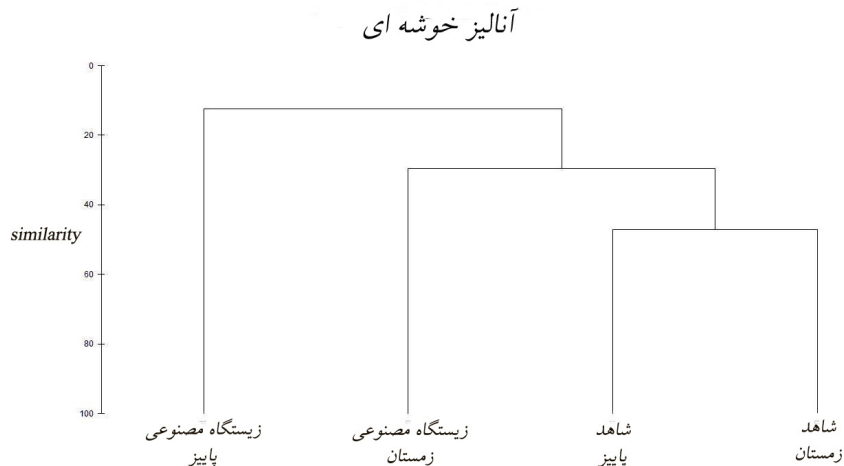 آنالیز خوشه ای
0
20
40
similarity
60
80
100
زیستگاه مصنوعی
پاییز
زیستگاه مصنوعی
زمستان
شاهد
پاییز
شاهد
زمستان